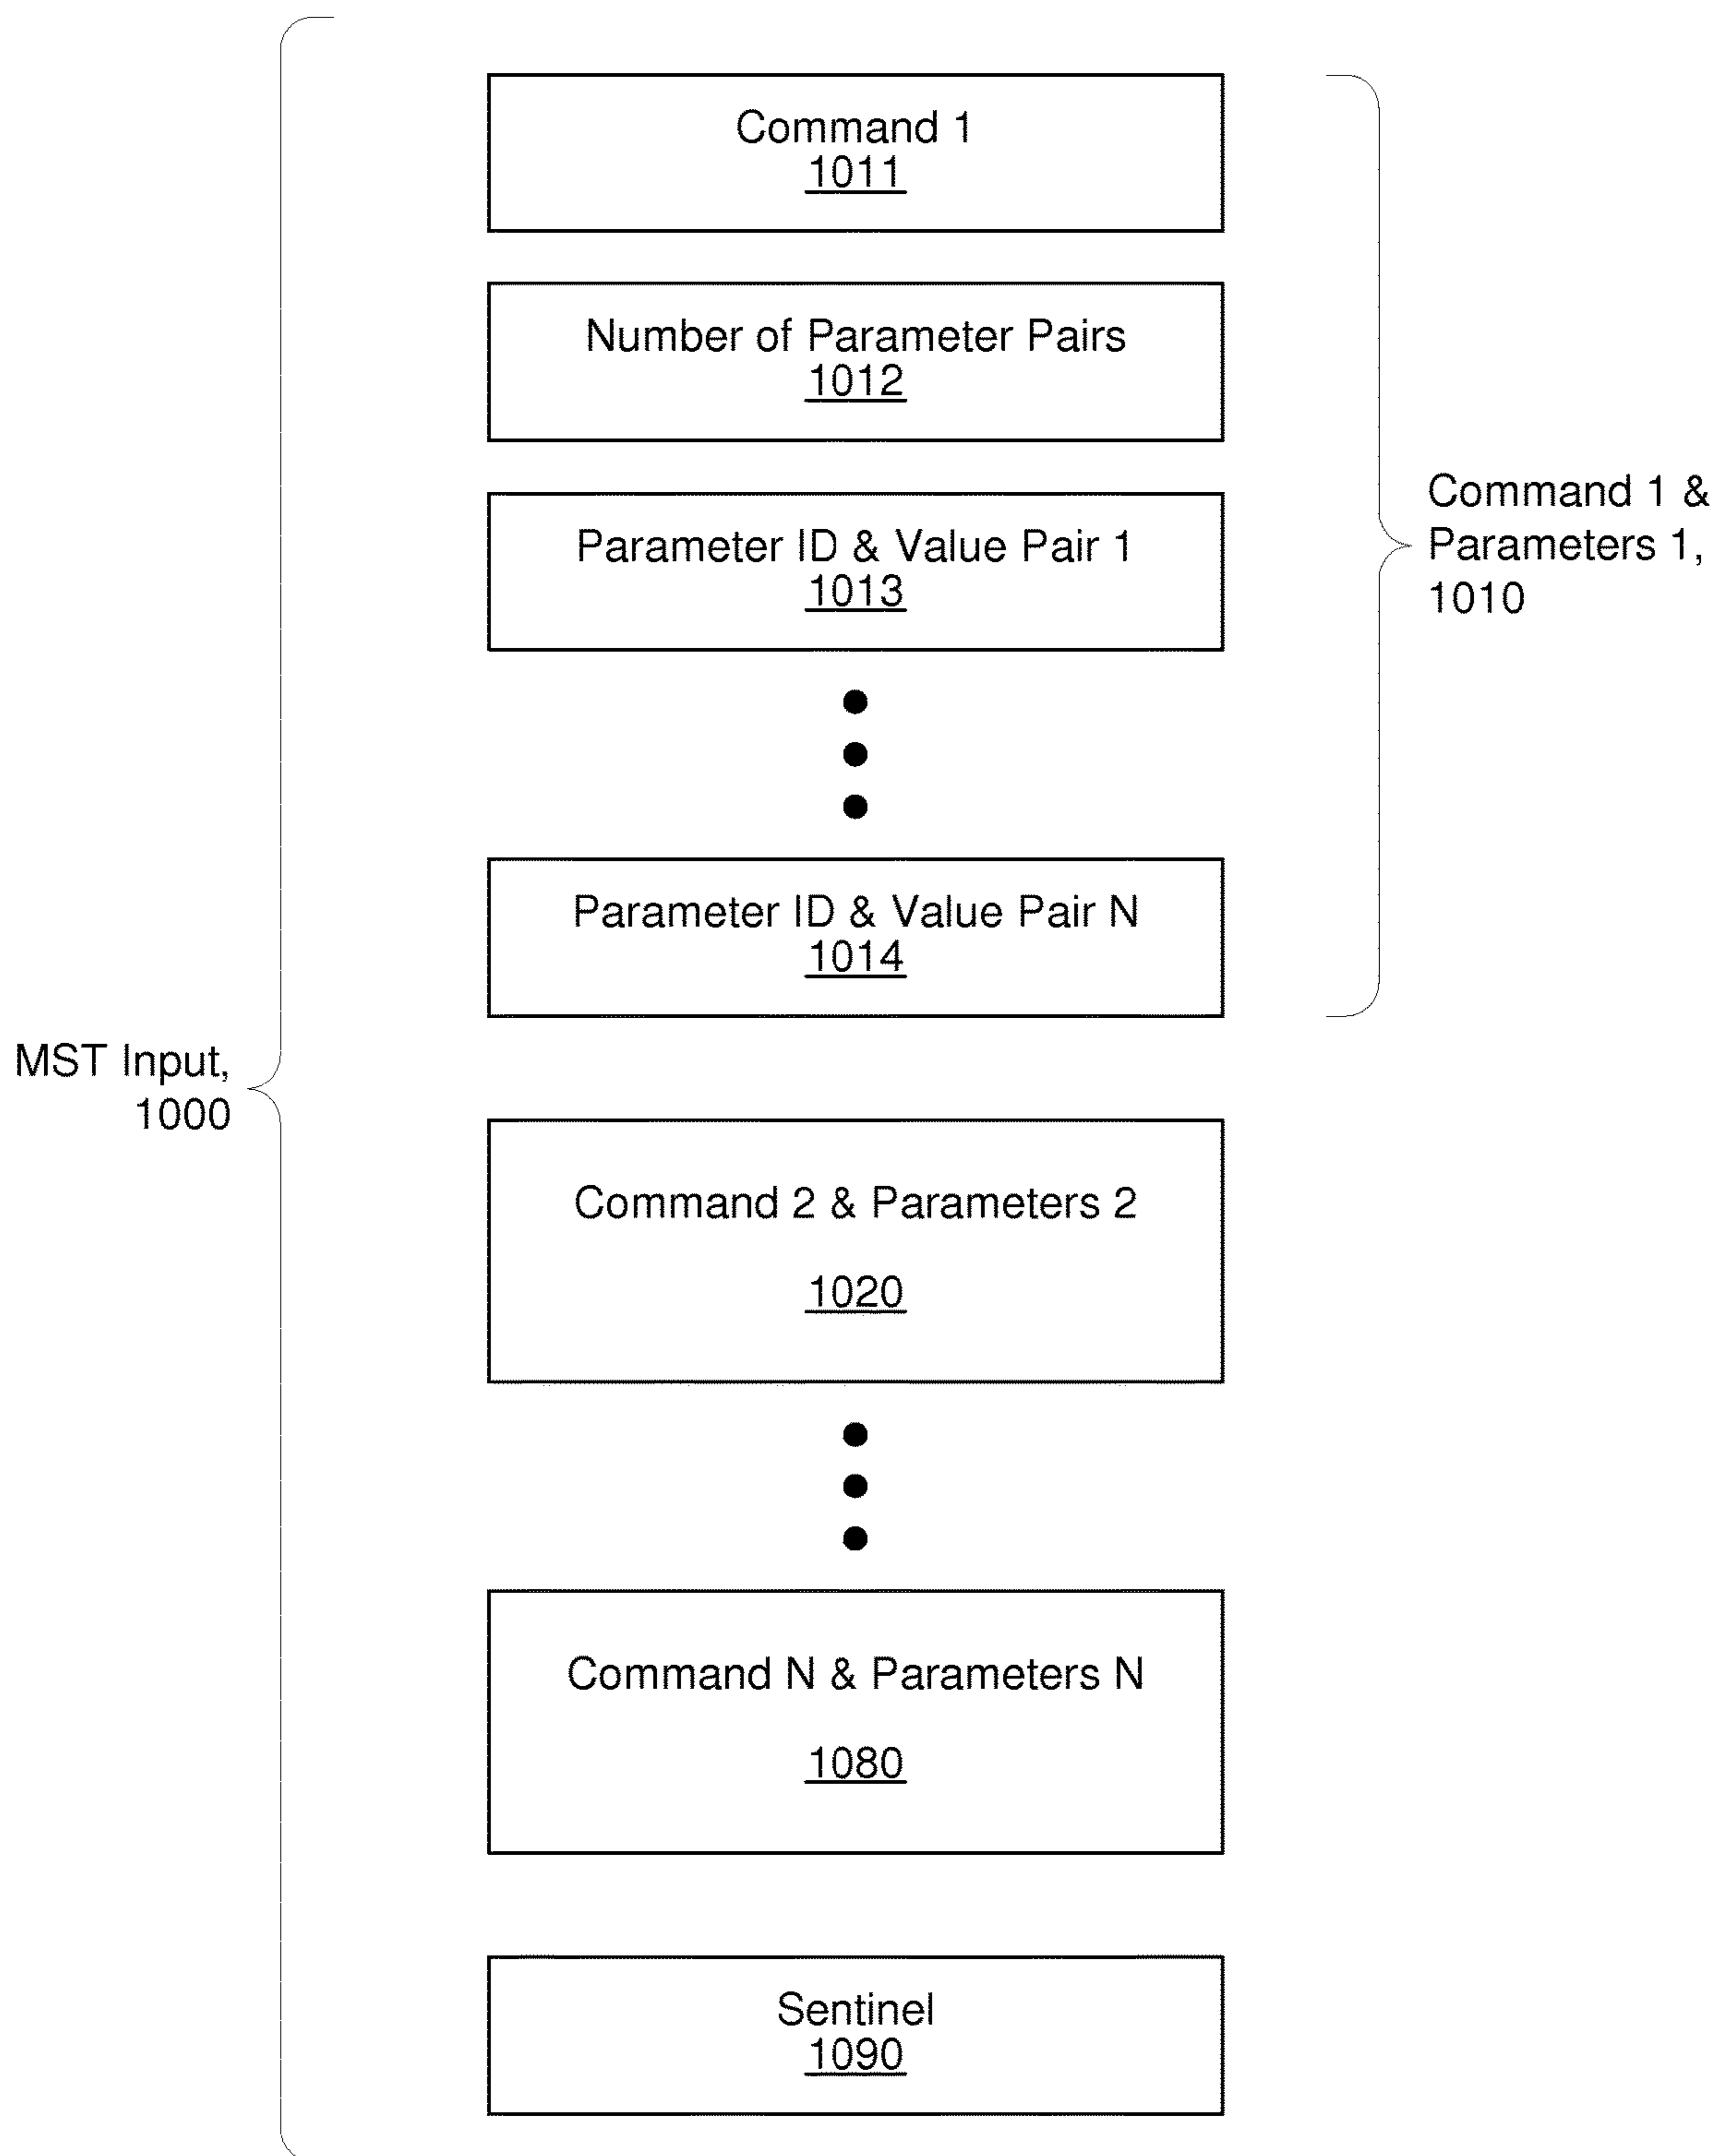 Command 1
1011
Number of Parameter Pairs
1012
Parameter ID & Value Pair 1
1013
Parameter ID & Value Pair N
1014
Command 1 &
Parameters 1,
1010
MST Input,
1000
Command 2 & Parameters 2
1020
Command N & Parameters N
1080
Sentinel
1090